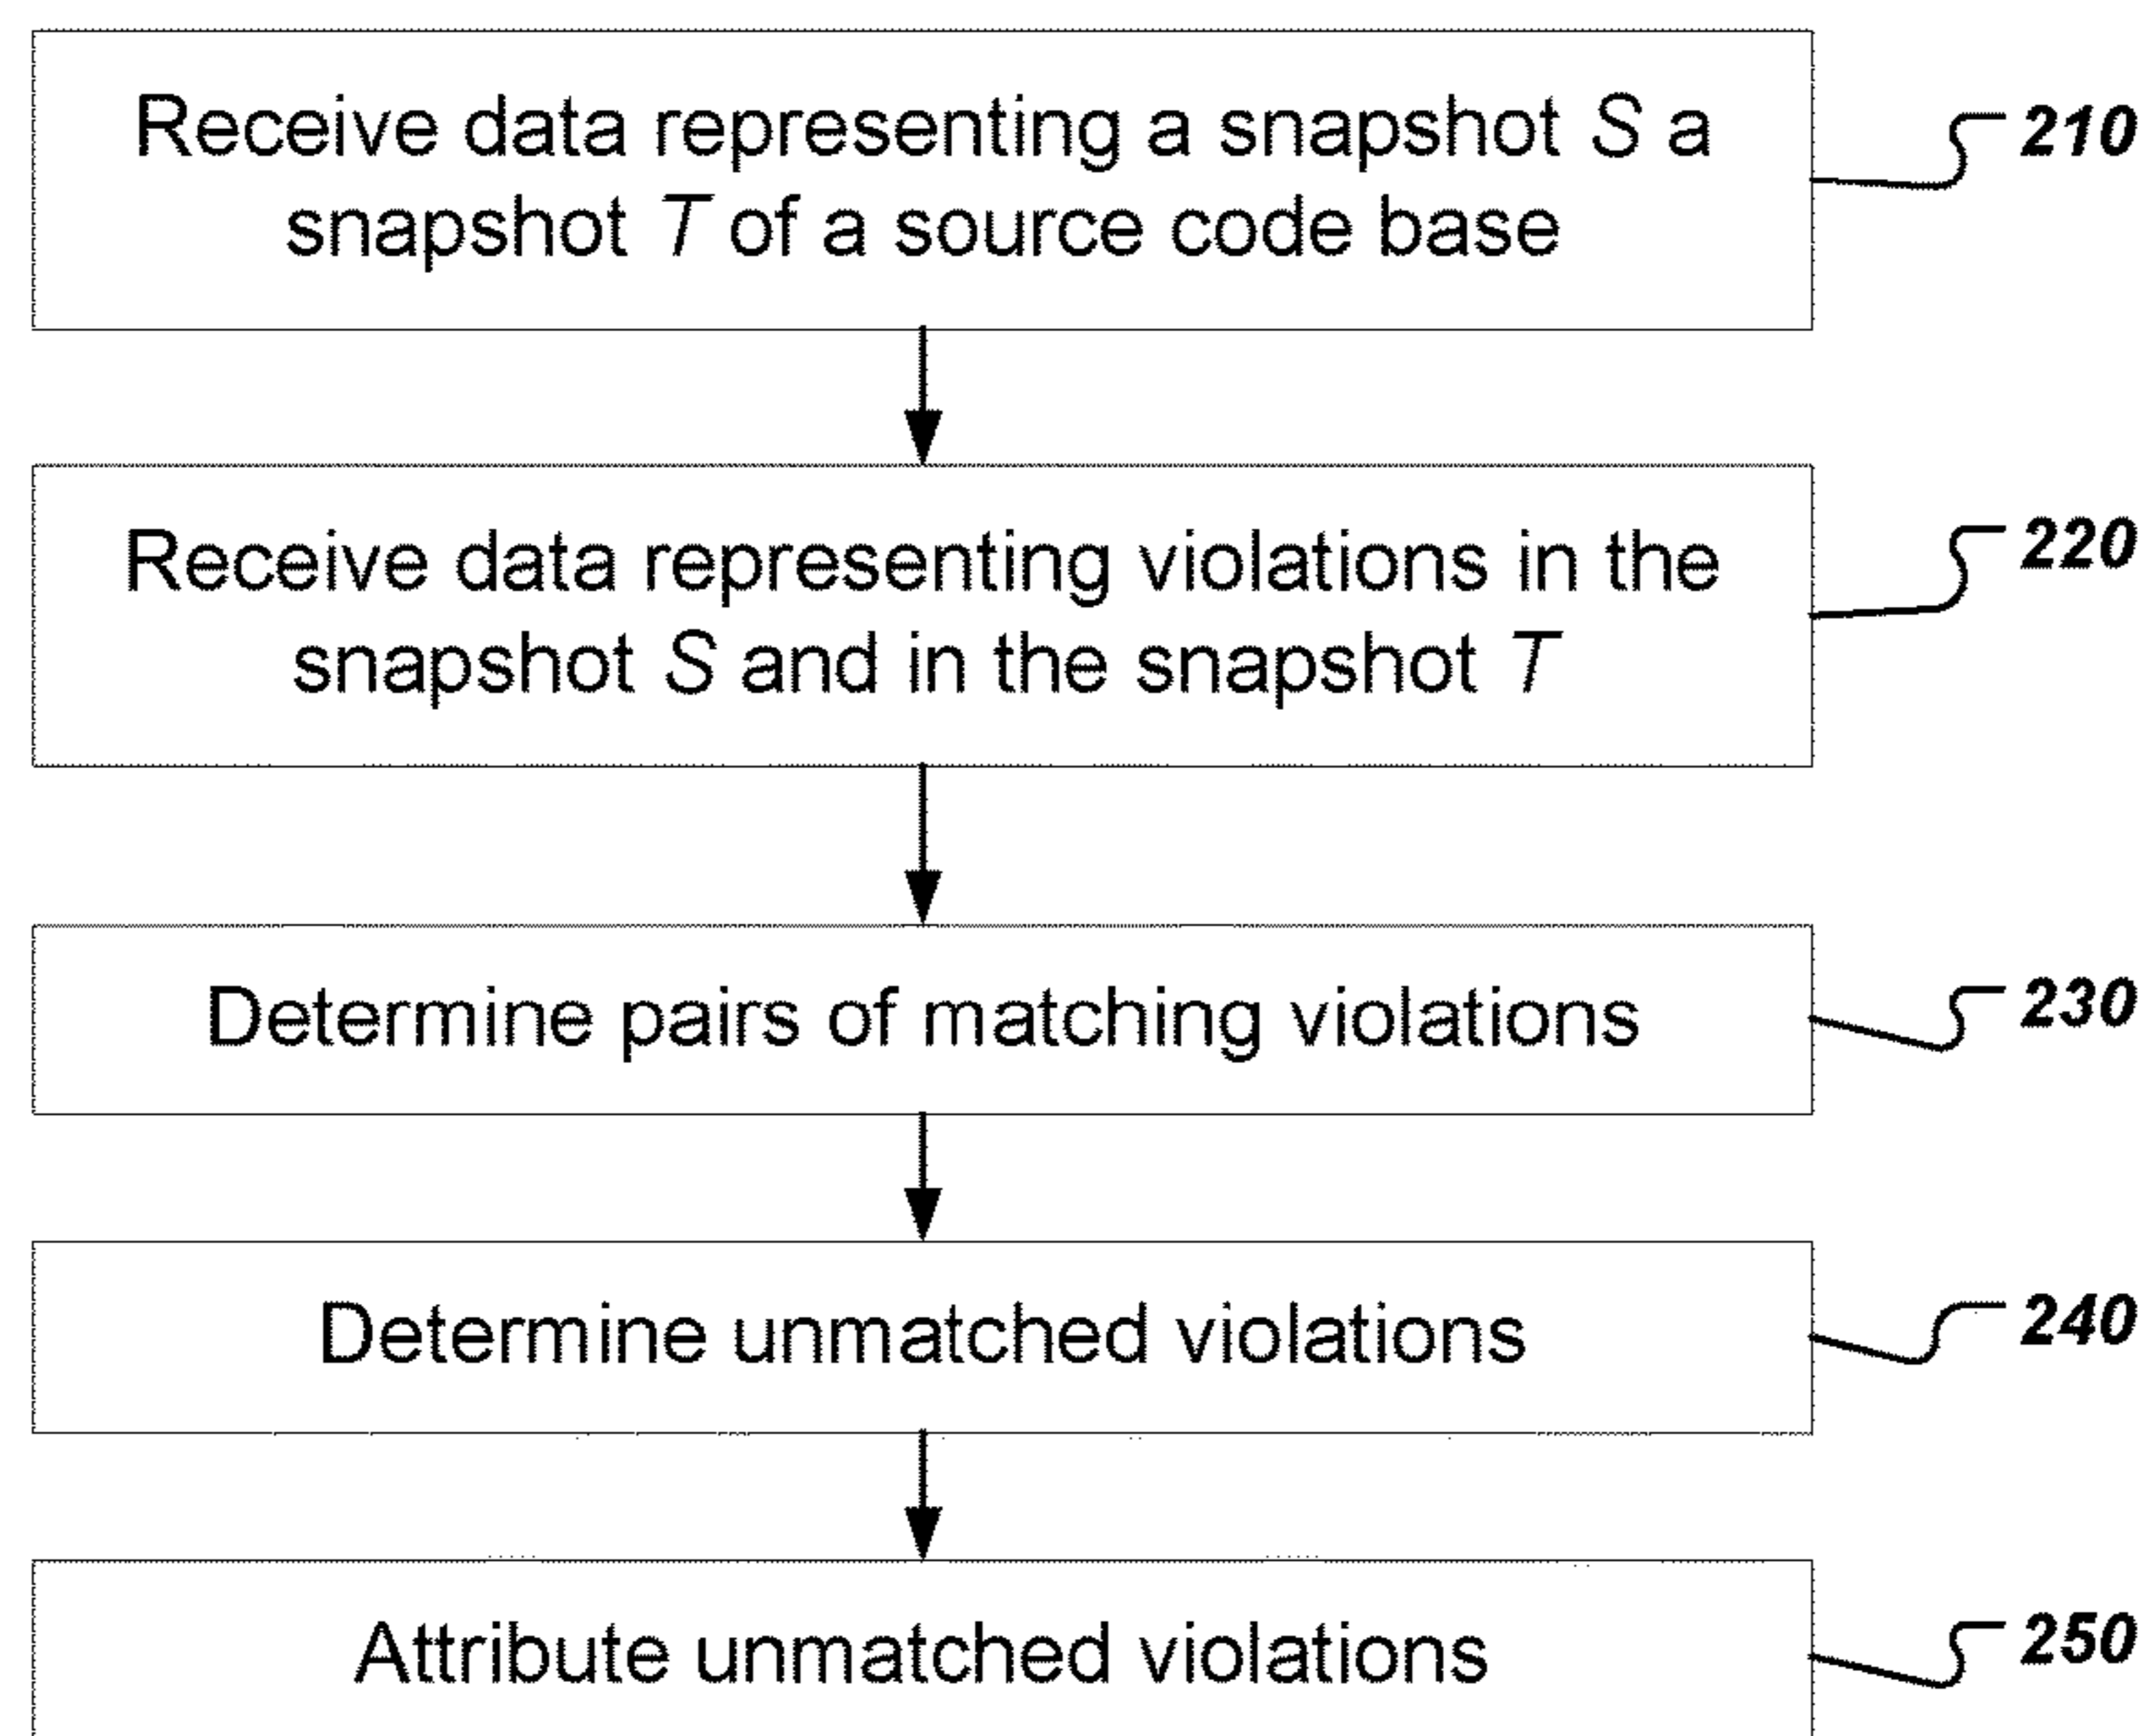 Receive data representing a snapshot S a
snapshot T of a source code base
210
Receive data representing violations in the
snapshot S and in the snapshot T
220
Determine pairs of matching violations
230
Determine unmatched violations
240
Attribute unmatched violations
250